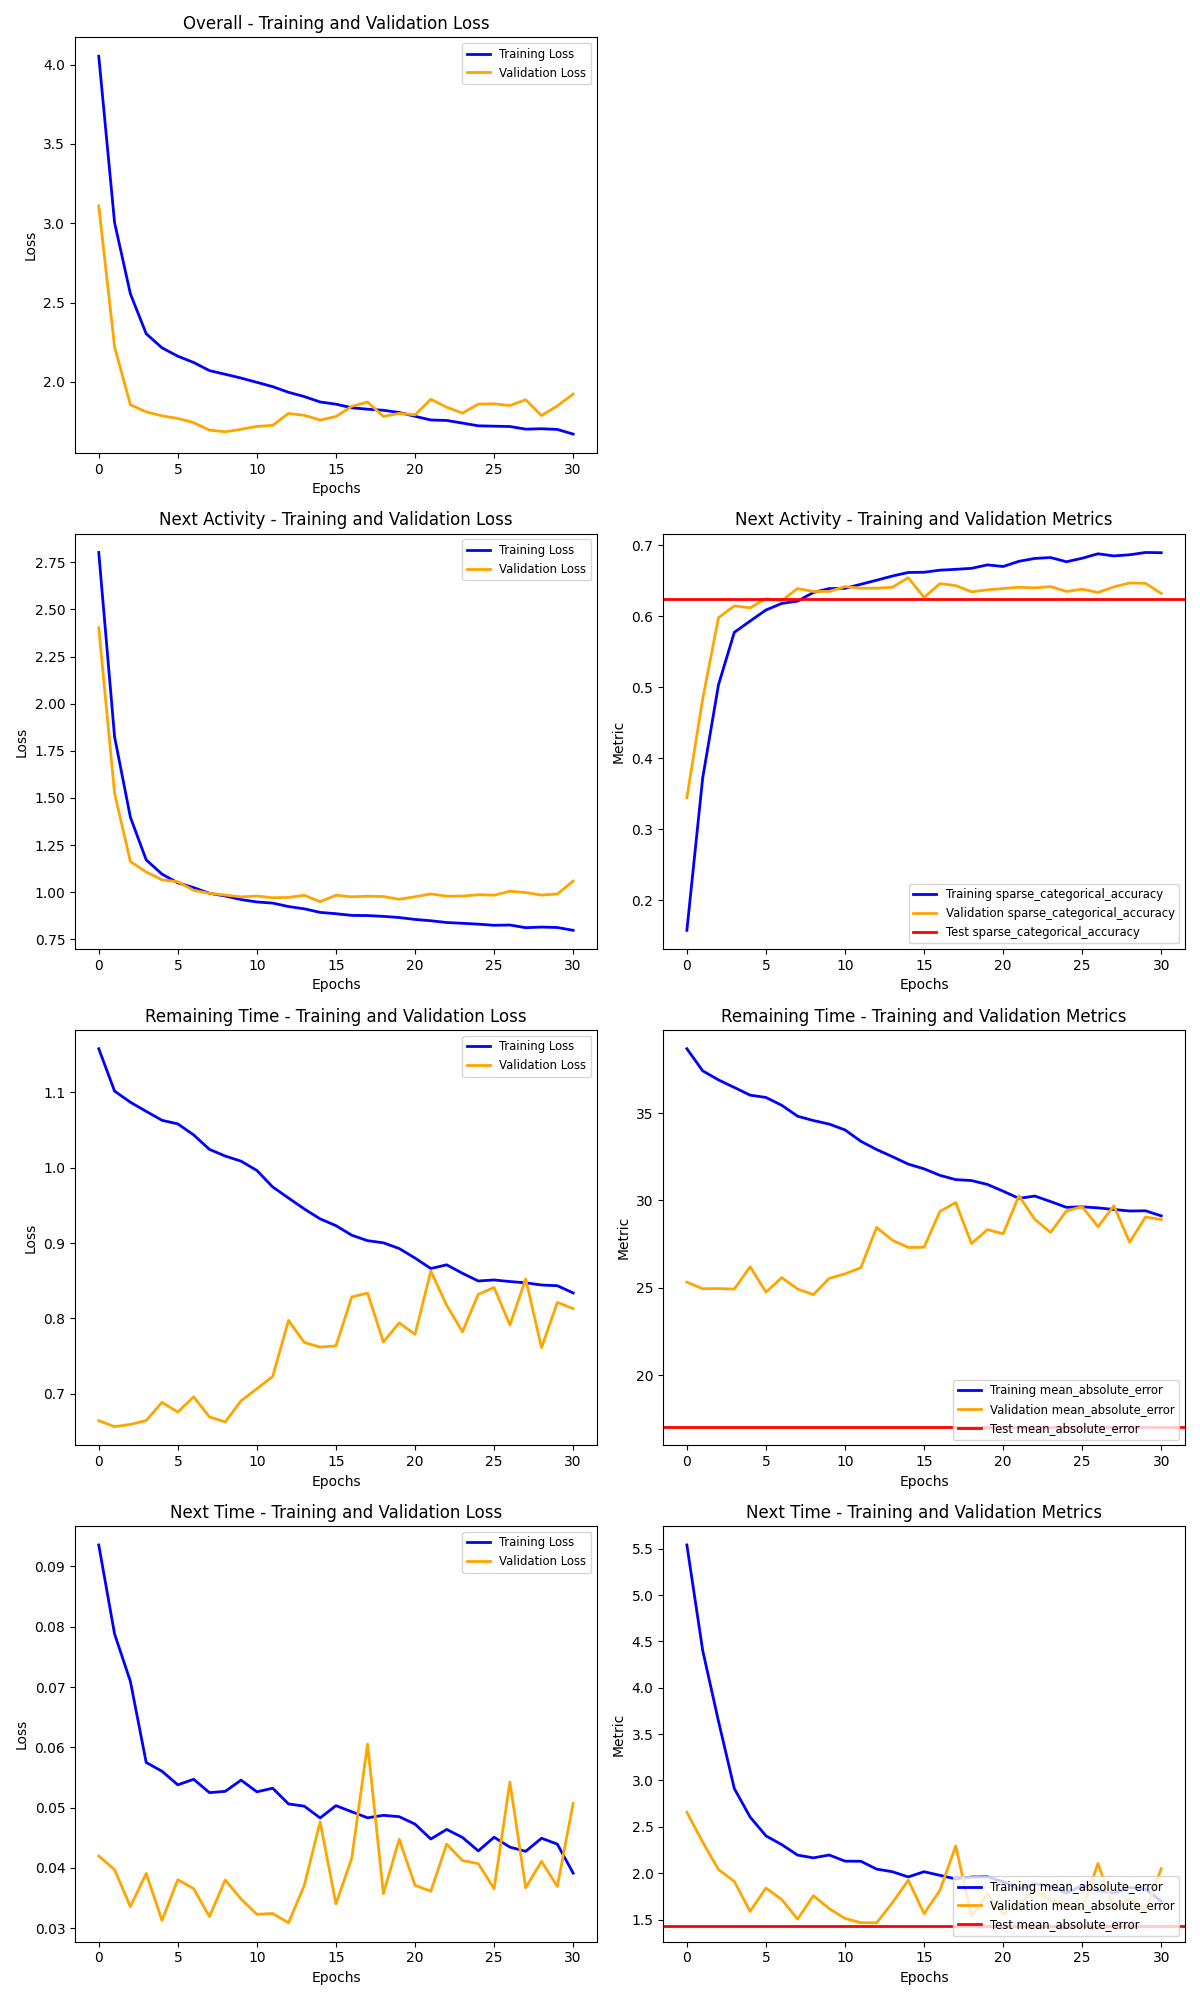 Overall - Training and Validation Loss
Training Loss
Validation Loss
Loss
4.0
3.5
3.0
2.5
2.0
0 5 10 15 20 25 30
Epochs
Next Activity - Training and Validation Loss
Training Loss
Validation Loss
Loss
2.75
2.50
2.25
2.00
1.75
1.50
1.25
1.00
0.75
0 5 10 15 20 25 30
Epochs
Next Activity - Training and Validation Metrics
Metric
0.7
0.6
0.5
0.4
0.3
0.2
Training sparse_categorical_accuracy
Validation sparse_categorical_accuracy
Test sparse_categorical_accuracy
0 5 10 15 20 25 30
Epochs
Remaining Time - Training and Validation Loss
Training Loss
Validation Loss
Loss
1.1
1.0
0.9
0.8
0.7
0 5 10 15 20 25 30
Epochs
Remaining Time - Training and Validation Metrics
Metric
35
30
25
20
Training mean_absolute_error
Validation mean_absolute_error
Test mean_absolute_error
0 5 10 15 20 25 30
Epochs
Next Time - Training and Validation Loss
Training Loss
Validation Loss
Loss
0.09
0.08
0.07
0.06
0.05
0.04
0.03
0 5 10 15 20 25 30
Epochs
Next Time - Training and Validation Metrics
Metric
5.5
5.0
4.5
4.0
3.5
3.0
2.5
2.0
1.5
Training mean_absolute_error
Validation mean_absolute_error
Test mean_absolute_error
0 5 10 15 20 25 30
Epochs